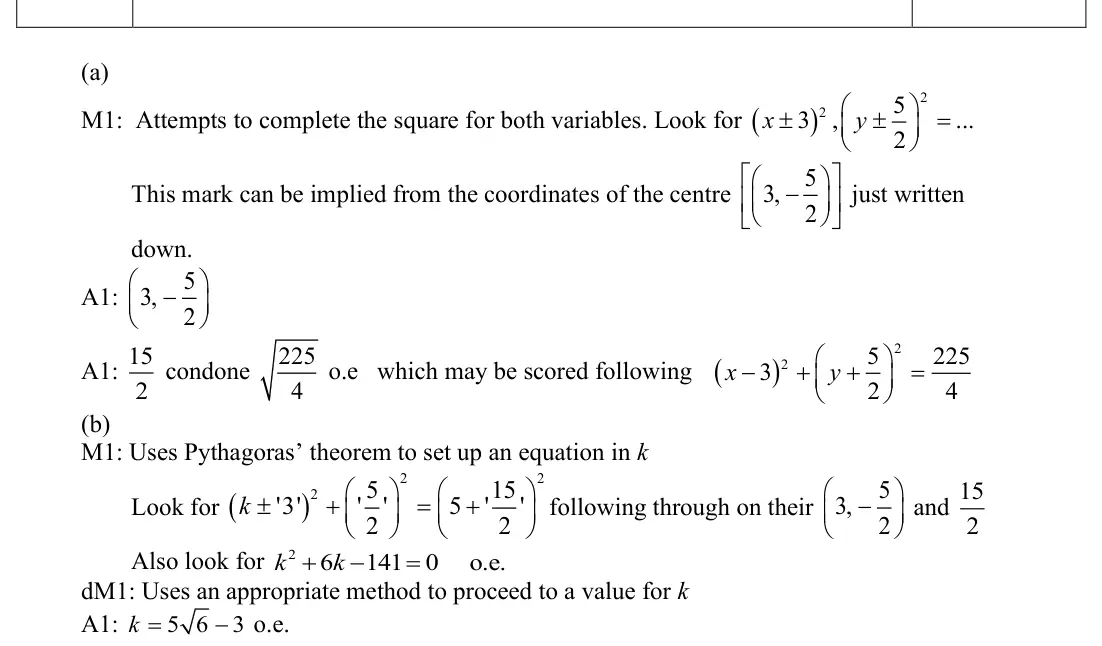 (a)
M1: Attempts to complete the square for both variables. Look for (x ± 3)², (y ± 5/2)² = ...
This mark can be implied from the coordinates of the centre [(3, −5/2)] just written
down.
A1: (3, −5/2)
A1: 15/2 condone √(225/4) o.e which may be scored following (x − 3)² + (y + 5/2)² = 225/4
(b)
M1: Uses Pythagoras’ theorem to set up an equation in k
Look for (k ± '3')² + ('5/2')² = (5 + '15/2')² following through on their (3, −5/2) and 15/2
Also look for k² + 6k − 141 = 0 o.e.
dM1: Uses an appropriate method to proceed to a value for k
A1: k = 5√6 − 3 o.e.